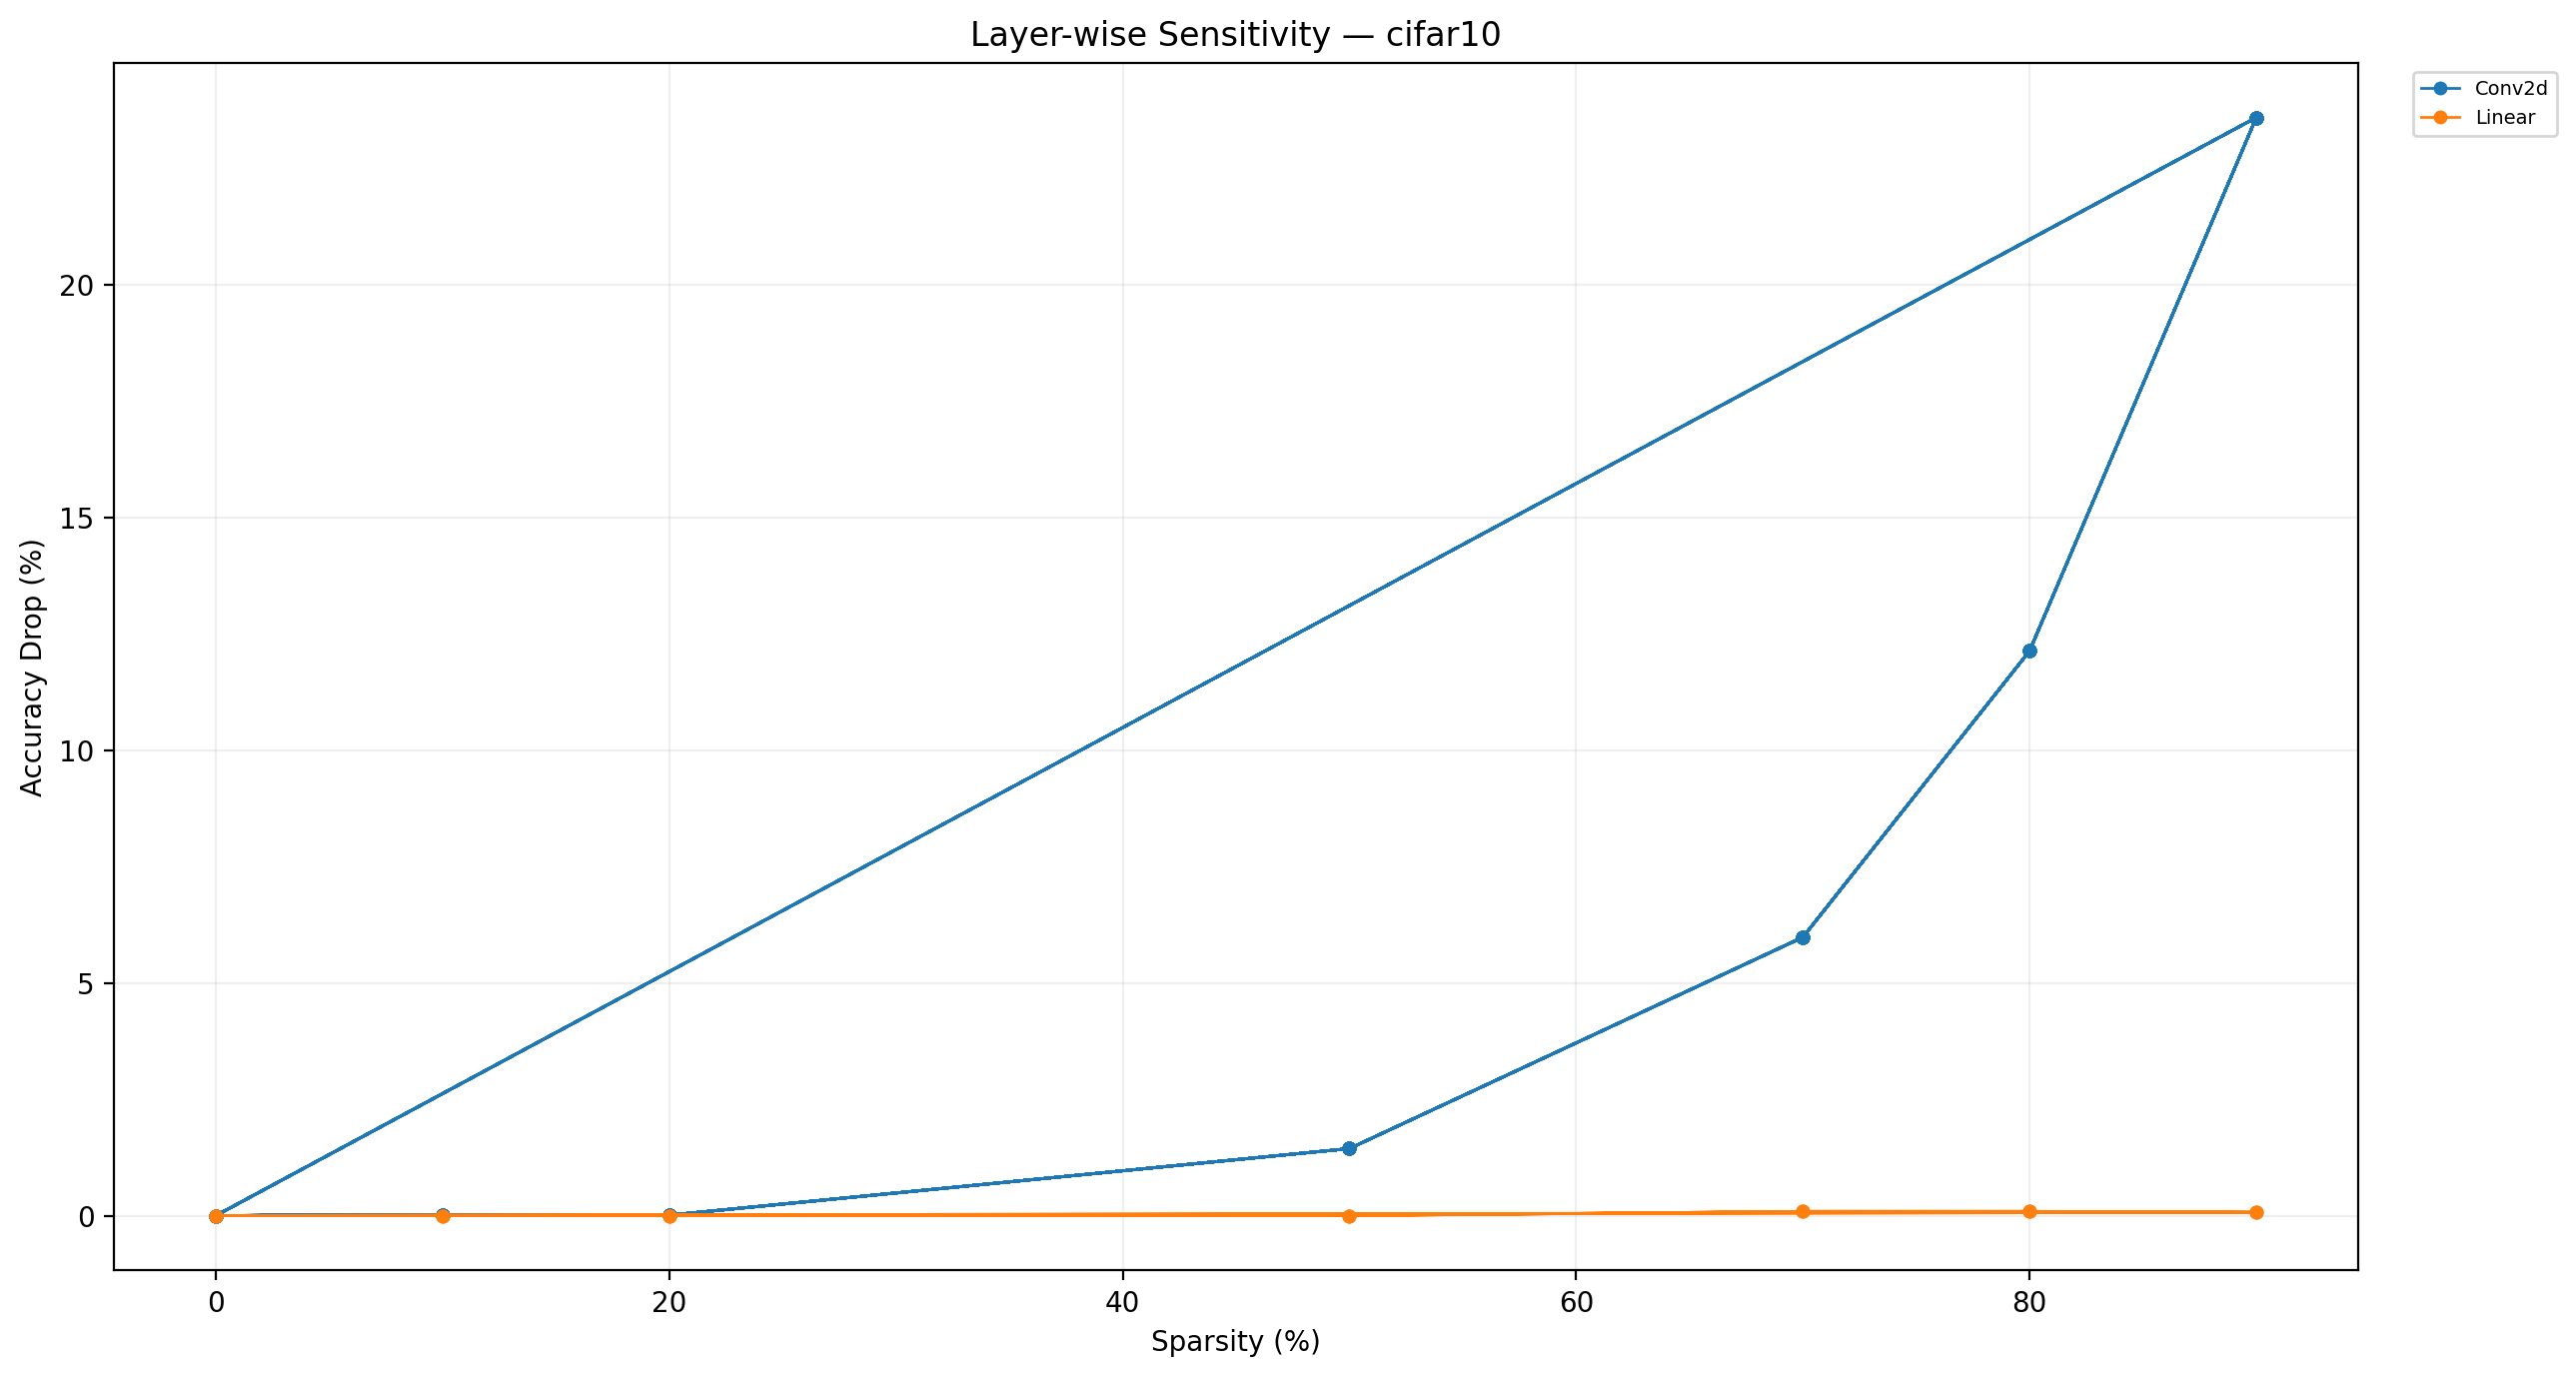 Layer-wise Sensitivity — cifar10
Conv2d
Linear
Accuracy Drop (%)
20
15
10
5
0
0 20 40 60 80
Sparsity (%)